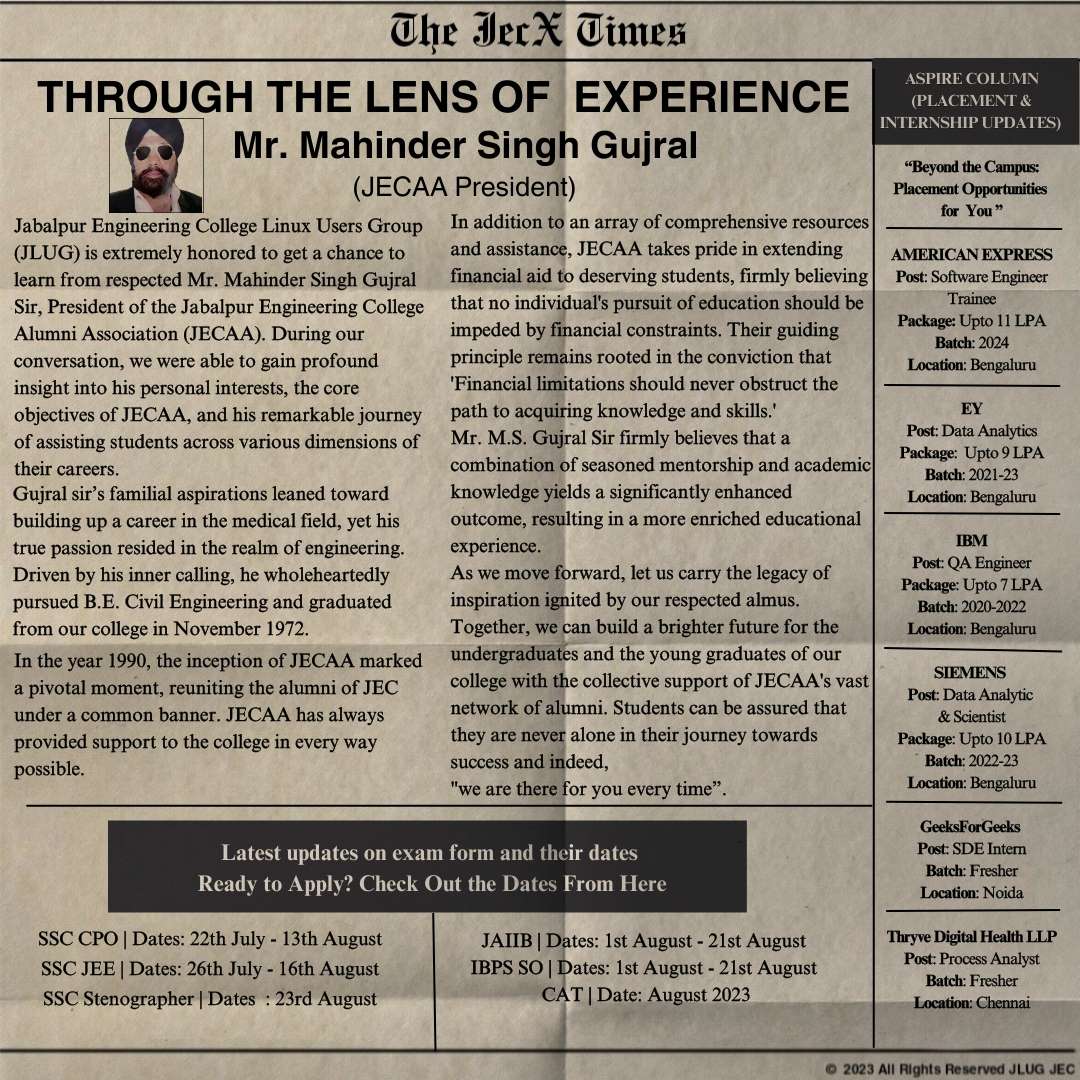 The JecX Times
THROUGH THE LENS OF EXPERIENCE
Mr. Mahinder Singh Gujral
(JECAA President)
Jabalpur Engineering College Linux Users Group
(JLUG) is extremely honored to get a chance to
learn from respected Mr. Mahinder Singh Gujral
Sir, President of the Jabalpur Engineering College
Alumni Association (JECAA). During our
conversation, we were able to gain profound
insight into his personal interests, the core
objectives of JECAA, and his remarkable journey
of assisting students across various dimensions of
their careers.
Gujral sir’s familial aspirations leaned toward
building up a career in the medical field, yet his
true passion resided in the realm of engineering.
Driven by his inner calling, he wholeheartedly
pursued B.E. Civil Engineering and graduated
from our college in November 1972.
In the year 1990, the inception of JECAA marked
a pivotal moment, reuniting the alumni of JEC
under a common banner. JECAA has always
provided support to the college in every way
possible.
In addition to an array of comprehensive resources
and assistance, JECAA takes pride in extending
financial aid to deserving students, firmly believing
that no individual's pursuit of education should be
impeded by financial constraints. Their guiding
principle remains rooted in the conviction that
'Financial limitations should never obstruct the
path to acquiring knowledge and skills.'
Mr. M.S. Gujral Sir firmly believes that a
combination of seasoned mentorship and academic
knowledge yields a significantly enhanced
outcome, resulting in a more enriched educational
experience.
As we move forward, let us carry the legacy of
inspiration ignited by our respected almus.
Together, we can build a brighter future for the
undergraduates and the young graduates of our
college with the collective support of JECAA's vast
network of alumni. Students can be assured that
they are never alone in their journey towards
success and indeed,
"we are there for you every time”.
ASPIRE COLUMN
(PLACEMENT &
INTERNSHIP UPDATES)
“Beyond the Campus:
Placement Opportunities
for You ”
AMERICAN EXPRESS
Post: Software Engineer
Trainee
Package: Upto 11 LPA
Batch: 2024
Location: Bengaluru
EY
Post: Data Analytics
Package: Upto 9 LPA
Batch: 2021-23
Location: Bengaluru
IBM
Post: QA Engineer
Package: Upto 7 LPA
Batch: 2020-2022
Location: Bengaluru
SIEMENS
Post: Data Analytic
& Scientist
Package: Upto 10 LPA
Batch: 2022-23
Location: Bengaluru
GeeksForGeeks
Post: SDE Intern
Batch: Fresher
Location: Noida
Thryve Digital Health LLP
Post: Process Analyst
Batch: Fresher
Location: Chennai
Latest updates on exam form and their dates
Ready to Apply? Check Out the Dates From Here
SSC CPO | Dates: 22th July - 13th August
SSC JEE | Dates: 26th July - 16th August
SSC Stenographer | Dates : 23rd August
JAIIB | Dates: 1st August - 21st August
IBPS SO | Dates: 1st August - 21st August
CAT | Date: August 2023
© 2023 All Rights Reserved JLUG JEC